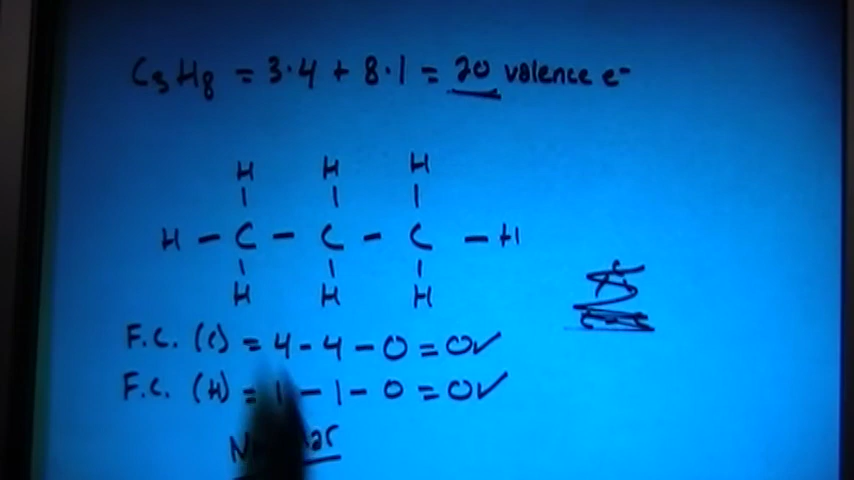 C3H8 = 3·4 + 8·1 = 20 valence e-
H H H
H - C - C - C - H
H H H
F.C. (C) = 4 - 4 - 0 = 0✓
F.C. (H) = 1 - 1 - 0 = 0✓